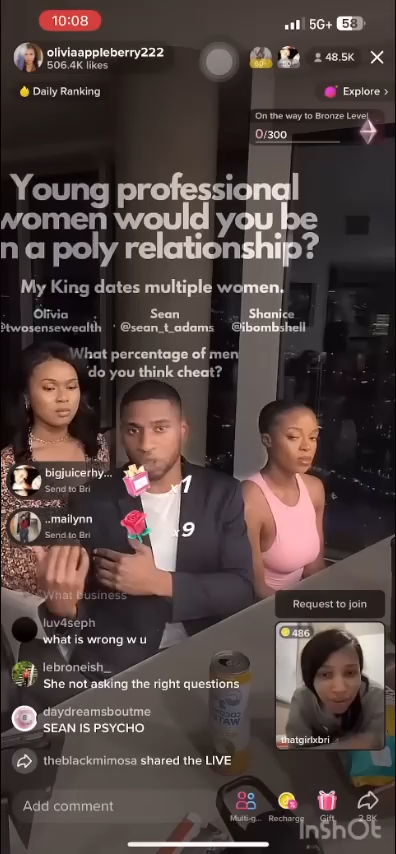 10:08
5G+ 58
oliviaappleberry222
506.4K likes
48.5K
Daily Ranking
Explore >
On the way to Bronze Level
0/300
Young professional
women would you be
n a poly relationship?
My King dates multiple women.
Olivia Sean Shanice
@twosensewealth @sean_t_adams @ibombshell
What percentage of men
do you think cheat?
bigjuicerhy...
Send to Bri
x1
..mailynn
Send to Bri
x9
What business
luv4seph
what is wrong w u
lebroneish_
She not asking the right questions
daydreamsboutme
SEAN IS PSYCHO
theblackmimosa shared the LIVE
Request to join
486
thatgirlxbri
Add comment
Multi-g... Recharge Gift 2.8K
InShOt